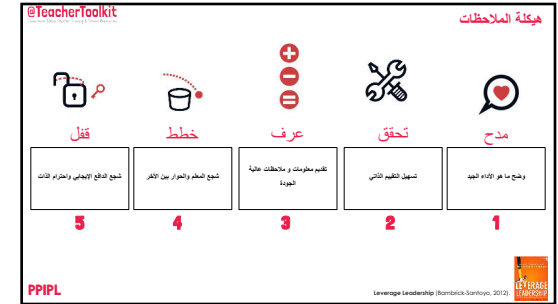 @TeacherToolkit
هيكلة الملاحظات
مدح
تحقق
عرف
خطط
قفل
وضح ما هو الأداء الجيد
تسهيل التقييم الذاتي
تقديم معلومات و ملاحظات عالية
الجودة
شجع المعلم والحوار بين الأخر
شجع الدافع الإيجابي واحترام الذات
1
2
3
4
5
PPIPL
Leverage Leadership (Bambrick-Santoyo, 2012).
LEVERAGE
LEADERSHIP